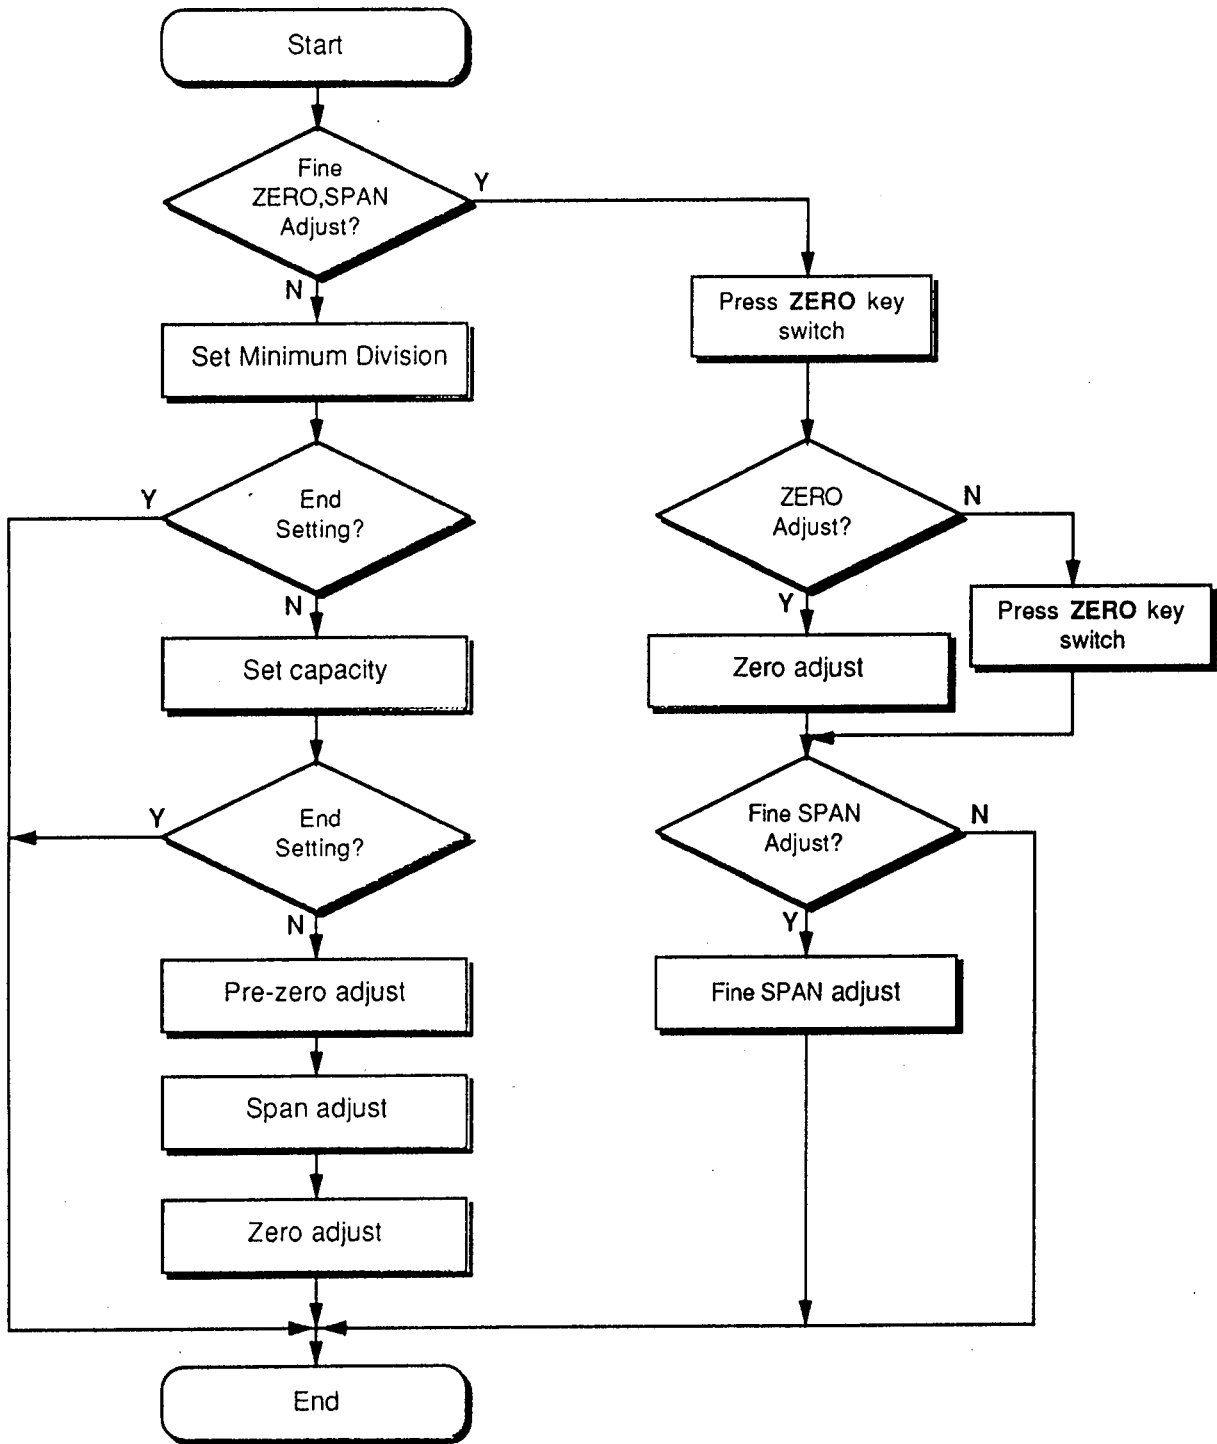 Start
Fine
ZERO,SPAN
Adjust?
Y
N
Set Minimum Division
End
Setting?
Y
N
Set capacity
End
Setting?
Y
N
Pre-zero adjust
Span adjust
Zero adjust
End
Press ZERO key
switch
ZERO
Adjust?
N
Y
Press ZERO key
switch
Zero adjust
Fine SPAN
Adjust?
N
Y
Fine SPAN adjust